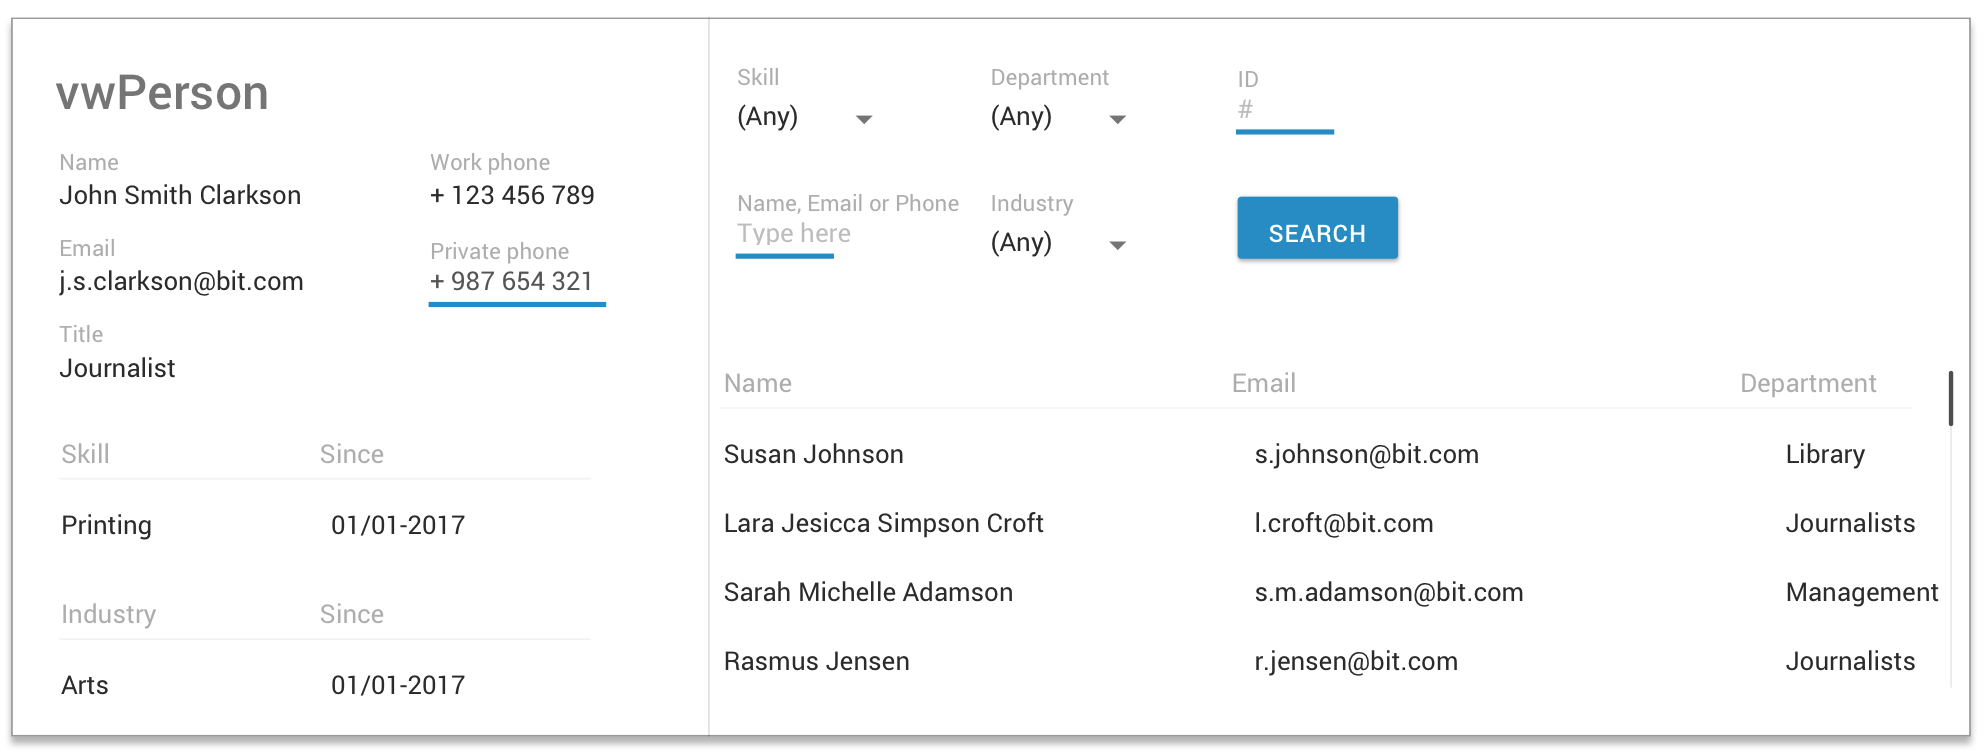 vwPerson
Name
John Smith Clarkson
Work phone
+ 123 456 789
Email
j.s.clarkson@bit.com
Private phone
+ 987 654 321
Title
Journalist
Skill Since
Printing 01/01-2017
Industry Since
Arts 01/01-2017
Skill
(Any)
Department
(Any)
ID
#
Name, Email or Phone
Type here
Industry
(Any)
SEARCH
Name Email Department
Susan Johnson s.johnson@bit.com Library
Lara Jesicca Simpson Croft l.croft@bit.com Journalists
Sarah Michelle Adamson s.m.adamson@bit.com Management
Rasmus Jensen r.jensen@bit.com Journalists